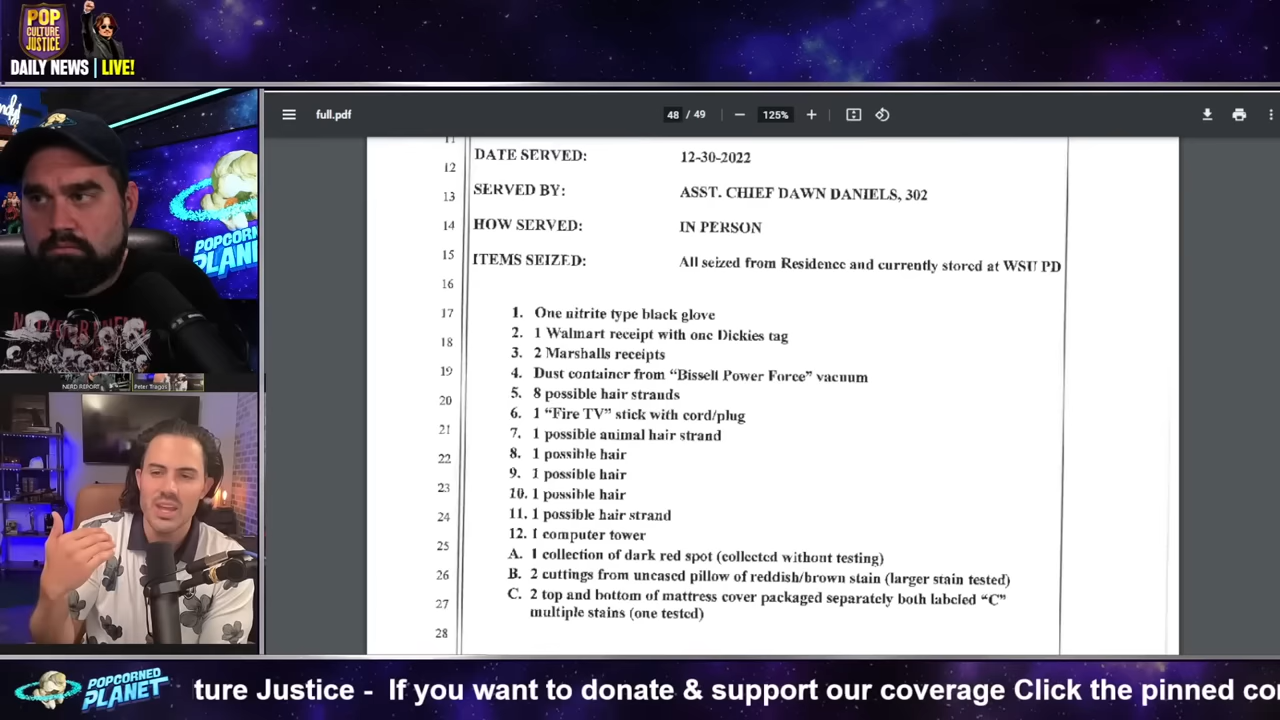 POP
CULTURE
JUSTICE
DAILY NEWS | LIVE!
full.pdf
48 / 49
125%
POPCORNED
PLANET
NERD REPORT
Peter Tragos
11
12 DATE SERVED: 12-30-2022
13 SERVED BY: ASST. CHIEF DAWN DANIELS, 302
14 HOW SERVED: IN PERSON
15 ITEMS SEIZED: All seized from Residence and currently stored at WSU PD
16
17 1. One nitrite type black glove
18 2. 1 Walmart receipt with one Dickies tag
3. 2 Marshalls receipts
19 4. Dust container from "Bissell Power Force" vacuum
20 5. 8 possible hair strands
6. 1 "Fire TV" stick with cord/plug
21 7. 1 possible animal hair strand
22 8. 1 possible hair
23 9. 1 possible hair
10. 1 possible hair
24 11. 1 possible hair strand
25 12. 1 computer tower
A. 1 collection of dark red spot (collected without testing)
26 B. 2 cuttings from uncased pillow of reddish/brown stain (larger stain tested)
27 C. 2 top and bottom of mattress cover packaged separately both labeled "C"
multiple stains (one tested)
28
POPCORNED
PLANET
ture Justice - If you want to donate & support our coverage Click the pinned co